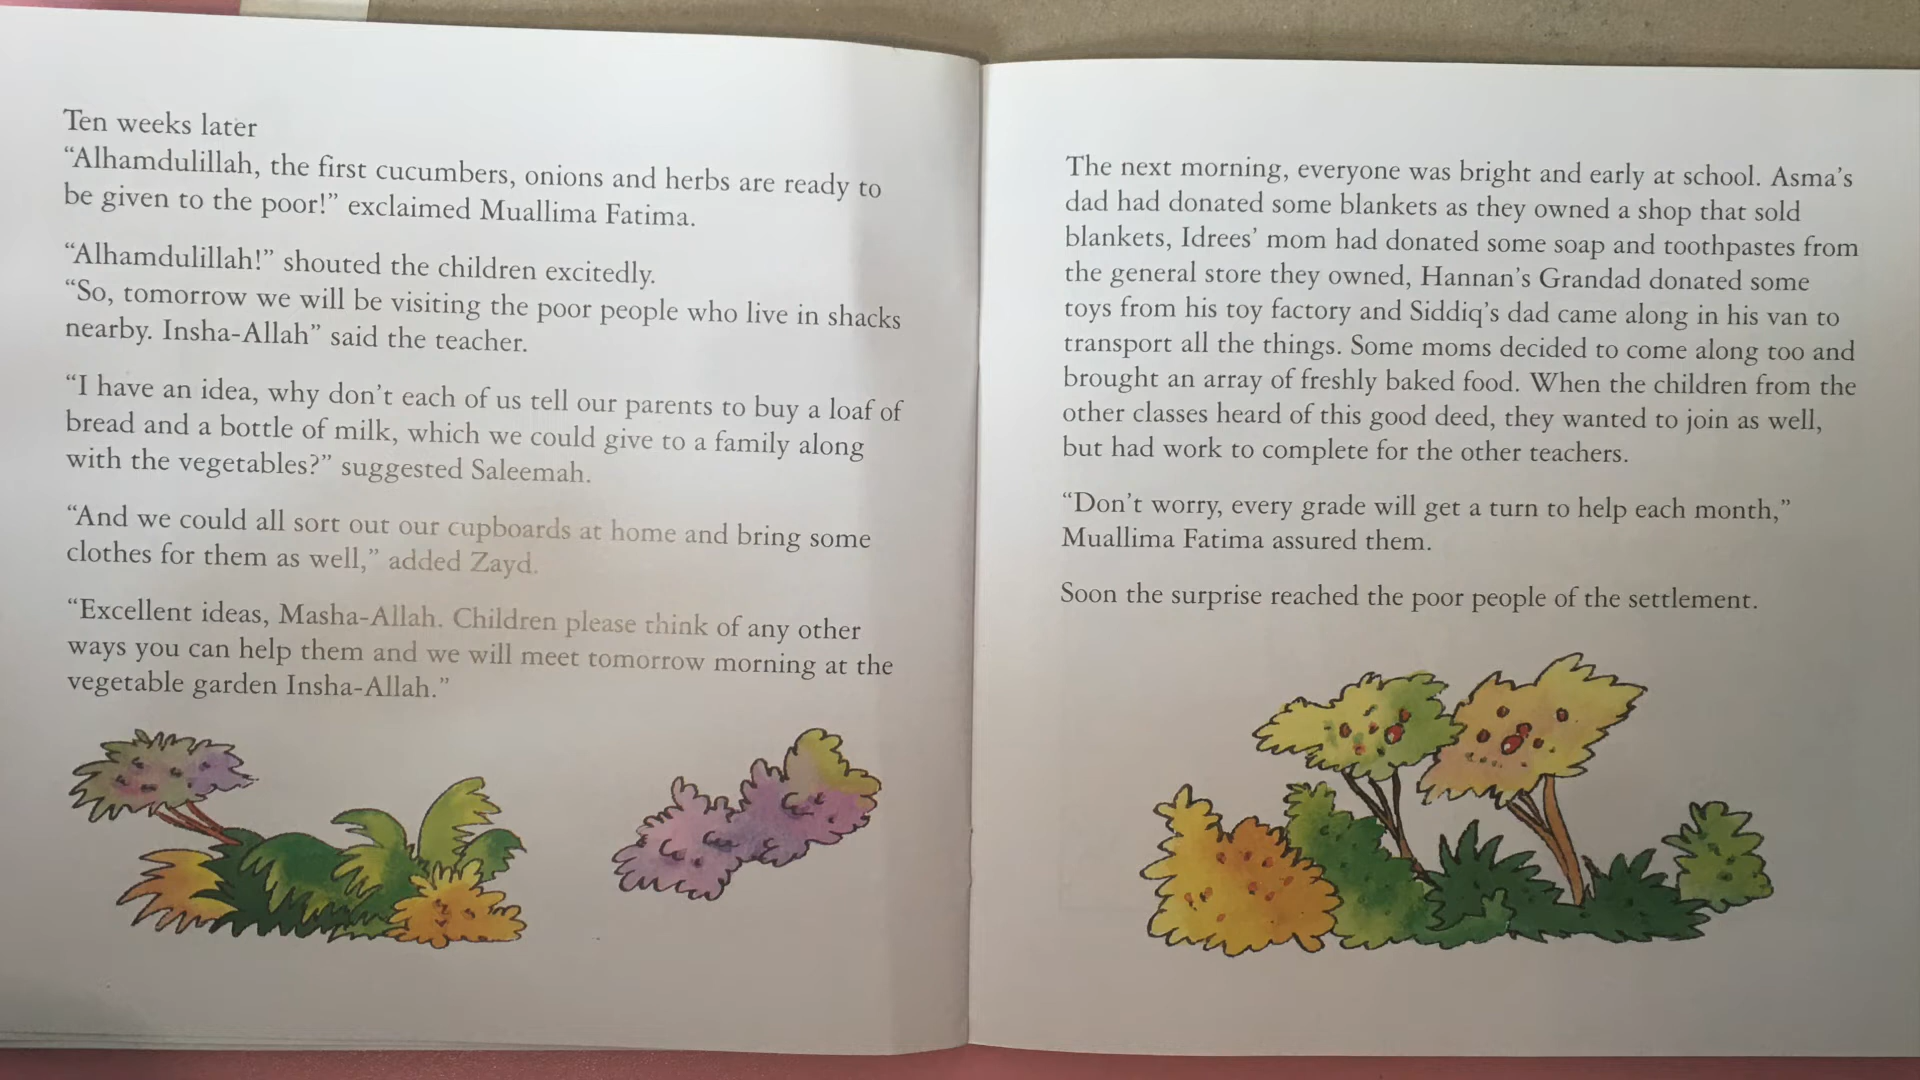 Ten weeks later
“Alhamdulillah, the first cucumbers, onions and herbs are ready to
be given to the poor!” exclaimed Muallima Fatima.
“Alhamdulillah!” shouted the children excitedly.
“So, tomorrow we will be visiting the poor people who live in shacks
nearby. Insha-Allah” said the teacher.
“I have an idea, why don’t each of us tell our parents to buy a loaf of
bread and a bottle of milk, which we could give to a family along
with the vegetables?” suggested Saleemah.
“And we could all sort out our cupboards at home and bring some
clothes for them as well,” added Zayd.
“Excellent ideas, Masha-Allah. Children please think of any other
ways you can help them and we will meet tomorrow morning at the
vegetable garden Insha-Allah.”
The next morning, everyone was bright and early at school. Asma’s
dad had donated some blankets as they owned a shop that sold
blankets, Idrees’ mom had donated some soap and toothpastes from
the general store they owned, Hannan’s Grandad donated some
toys from his toy factory and Siddiq’s dad came along in his van to
transport all the things. Some moms decided to come along too and
brought an array of freshly baked food. When the children from the
other classes heard of this good deed, they wanted to join as well,
but had work to complete for the other teachers.
“Don’t worry, every grade will get a turn to help each month,”
Muallima Fatima assured them.
Soon the surprise reached the poor people of the settlement.